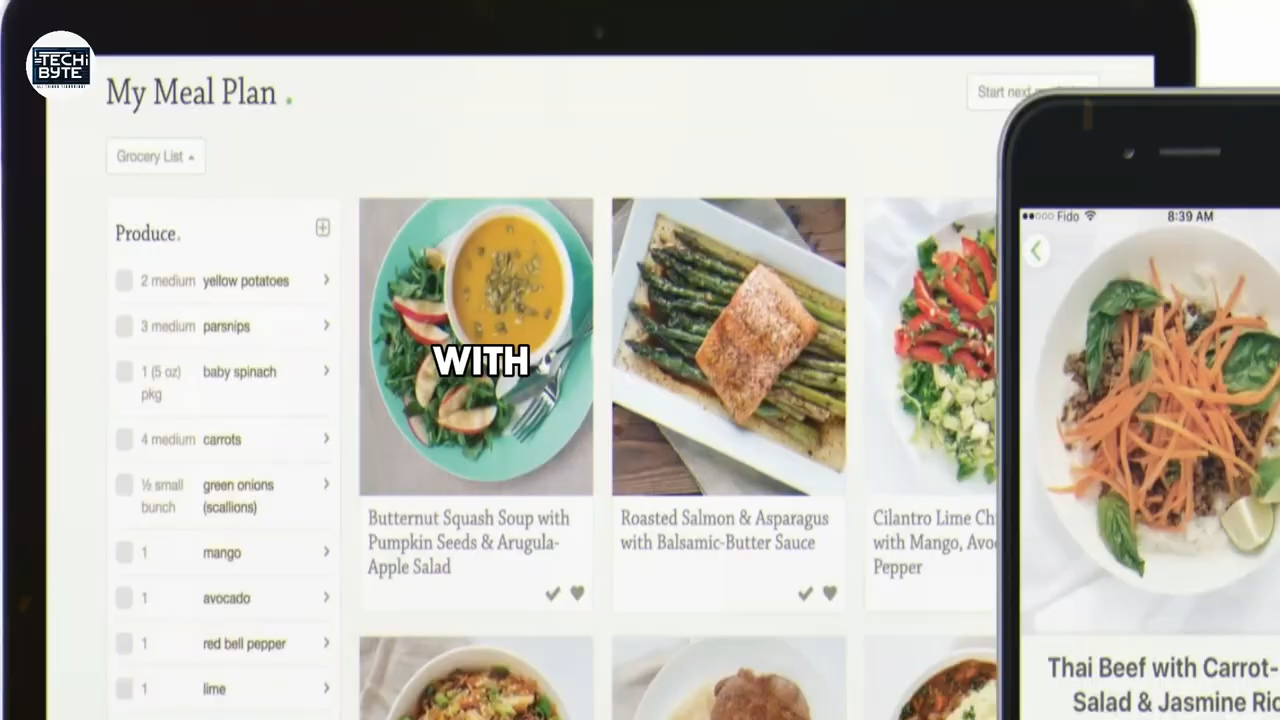 TECHi
BYTE
My Meal Plan .
Start next
Grocery List
Produce.
2 medium yellow potatoes
3 medium parsnips
1 (5 oz) baby spinach
pkg
4 medium carrots
½ small green onions
bunch (scallions)
1 mango
1 avocado
1 red bell pepper
1 lime
WITH
Butternut Squash Soup with
Pumpkin Seeds & Arugula-
Apple Salad
Roasted Salmon & Asparagus
with Balsamic-Butter Sauce
Cilantro Lime Ch
with Mango, Avo
Pepper
Fido
8:39 AM
Thai Beef with Carrot-
Salad & Jasmine Ric